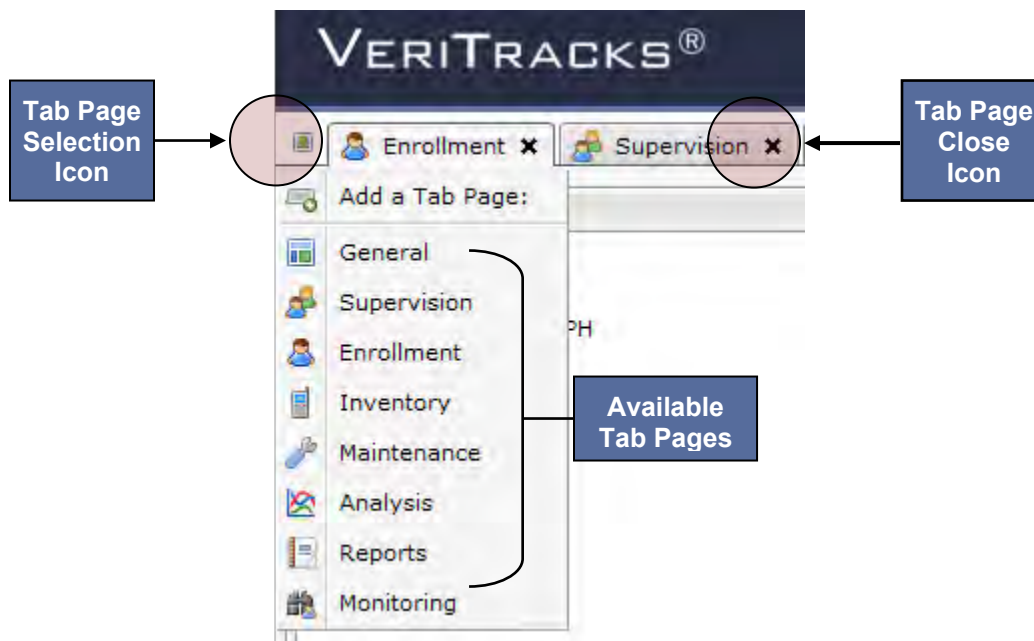 VERITRACKS®
Tab Page
Selection
Icon
Enrollment
Supervision
Tab Page
Close
Icon
Add a Tab Page:
General
Supervision
PH
Enrollment
Inventory
Available
Tab Pages
Maintenance
Analysis
Reports
Monitoring